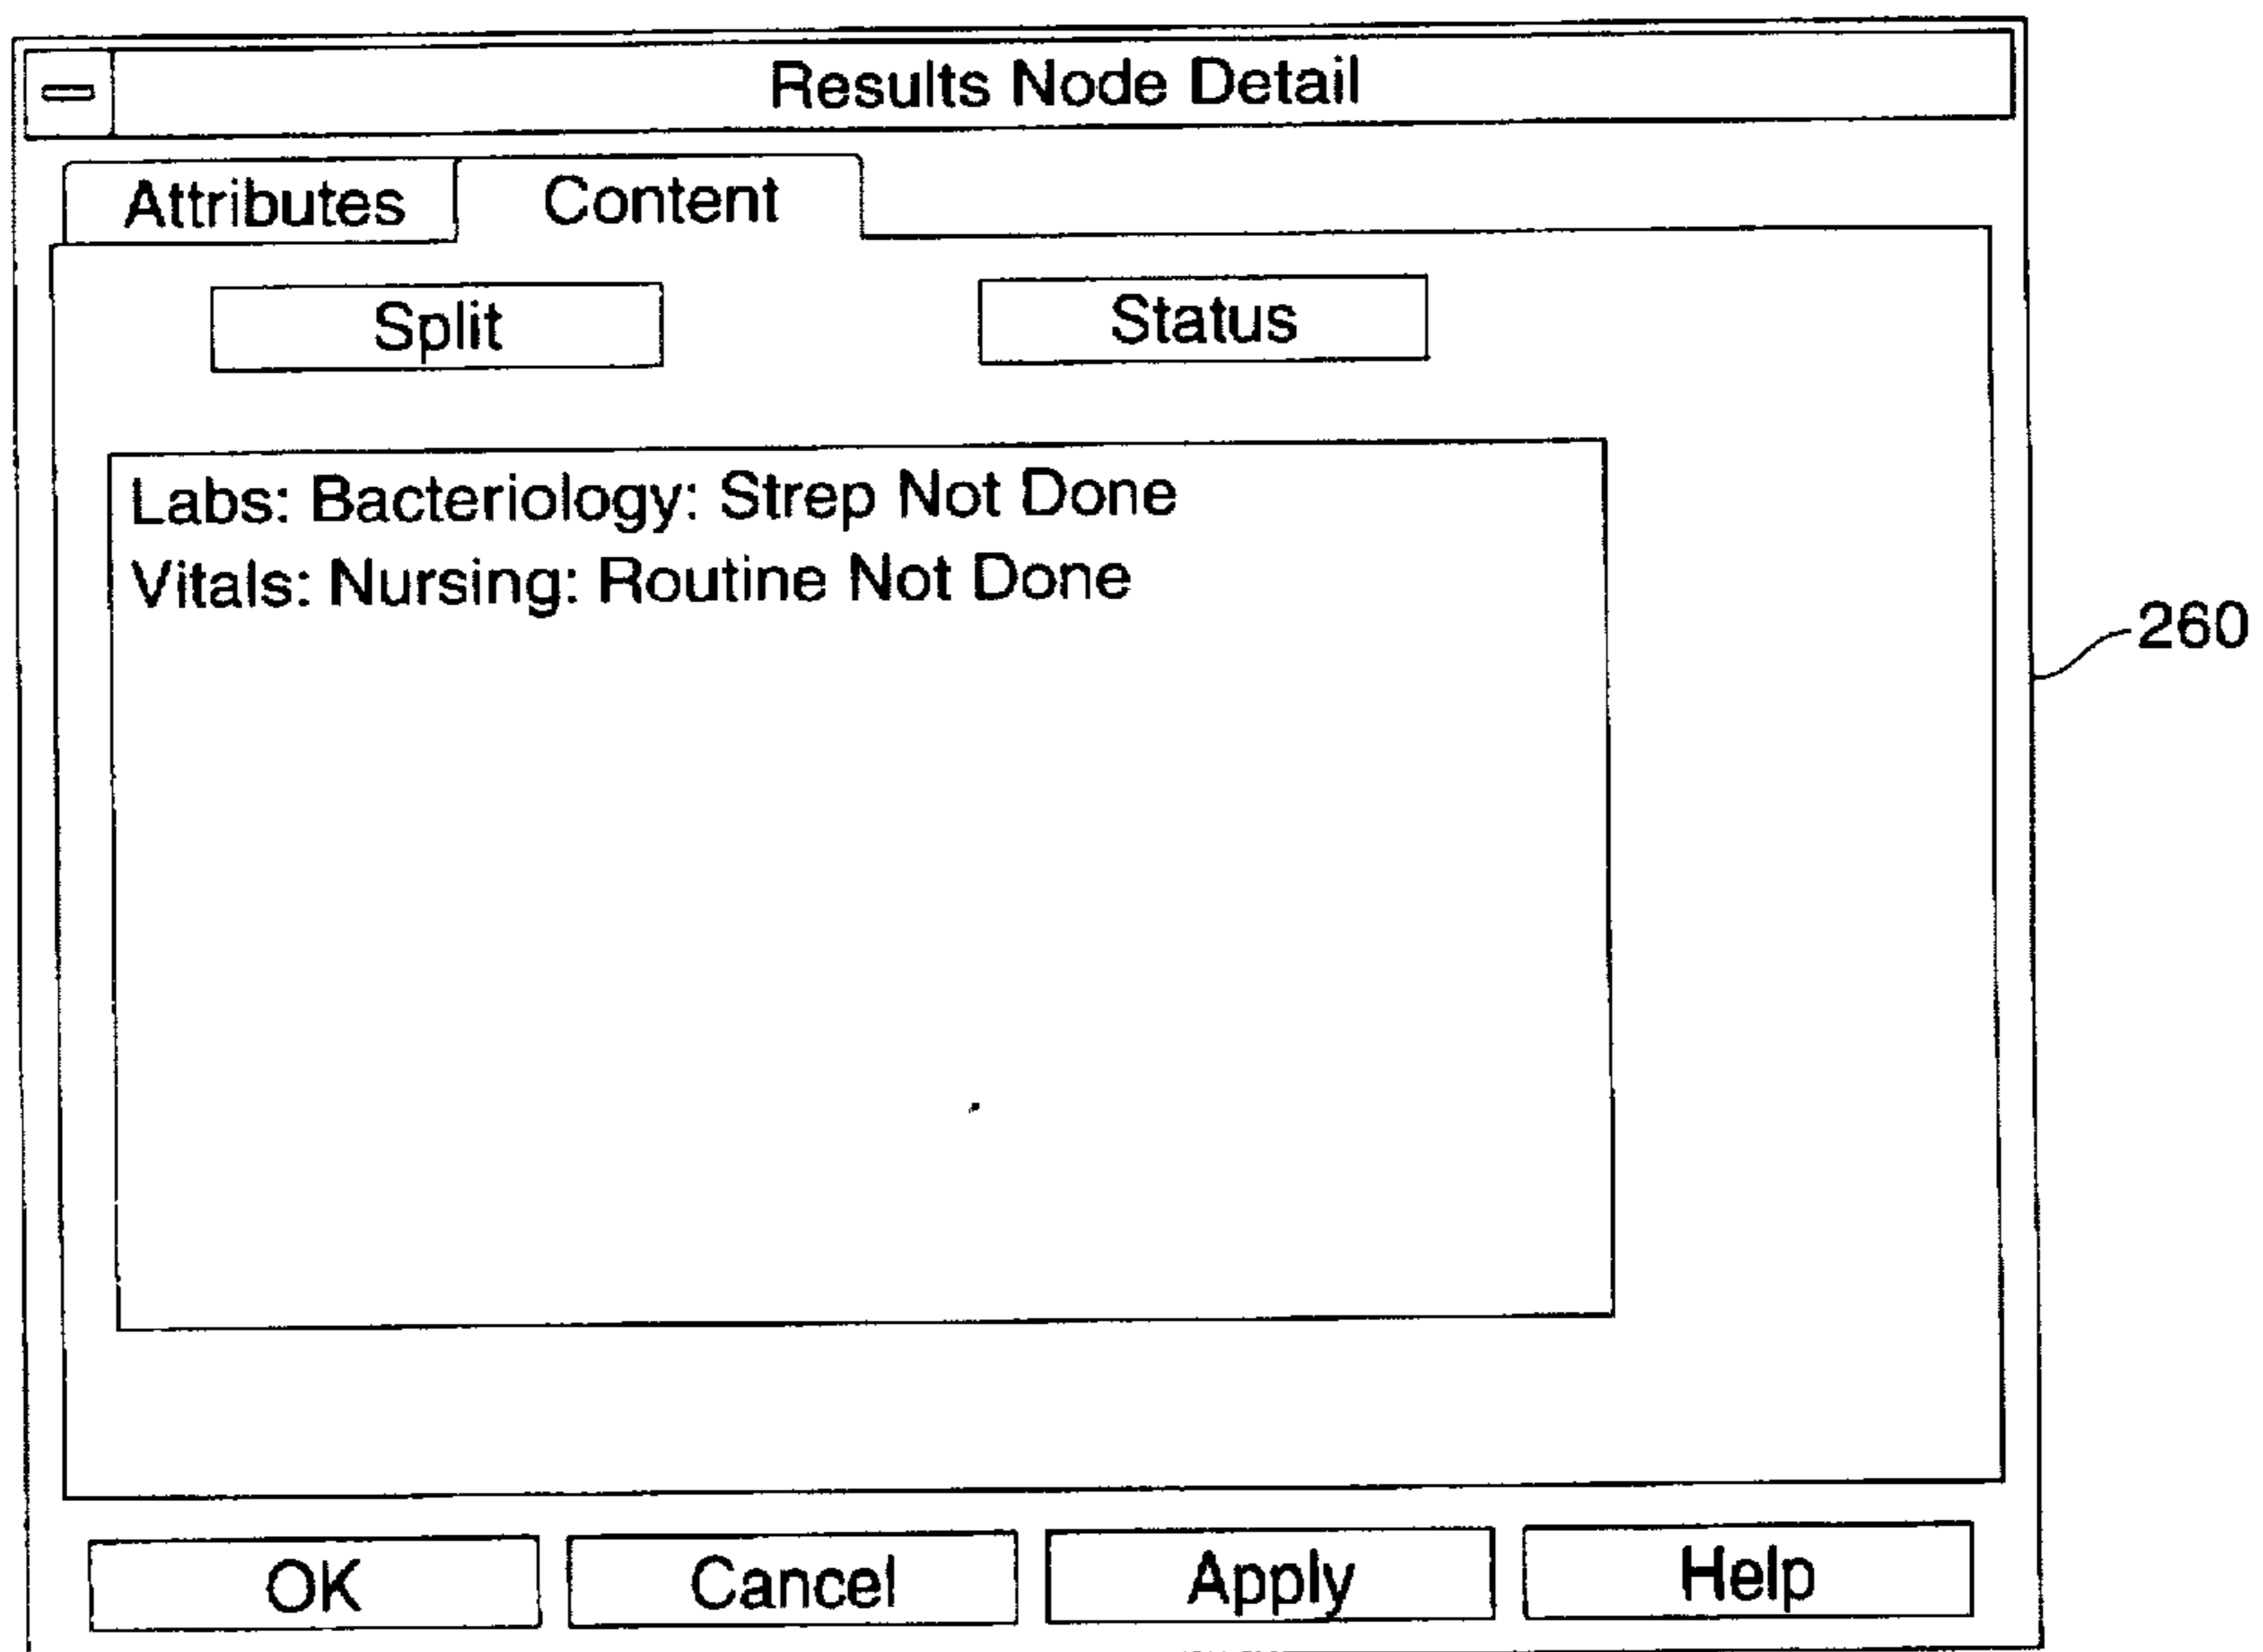 Results Node Detail
Attributes Content
Split Status
Labs: Bacteriology: Strep Not Done
Vitals: Nursing: Routine Not Done
260
OK Cancel Apply Help